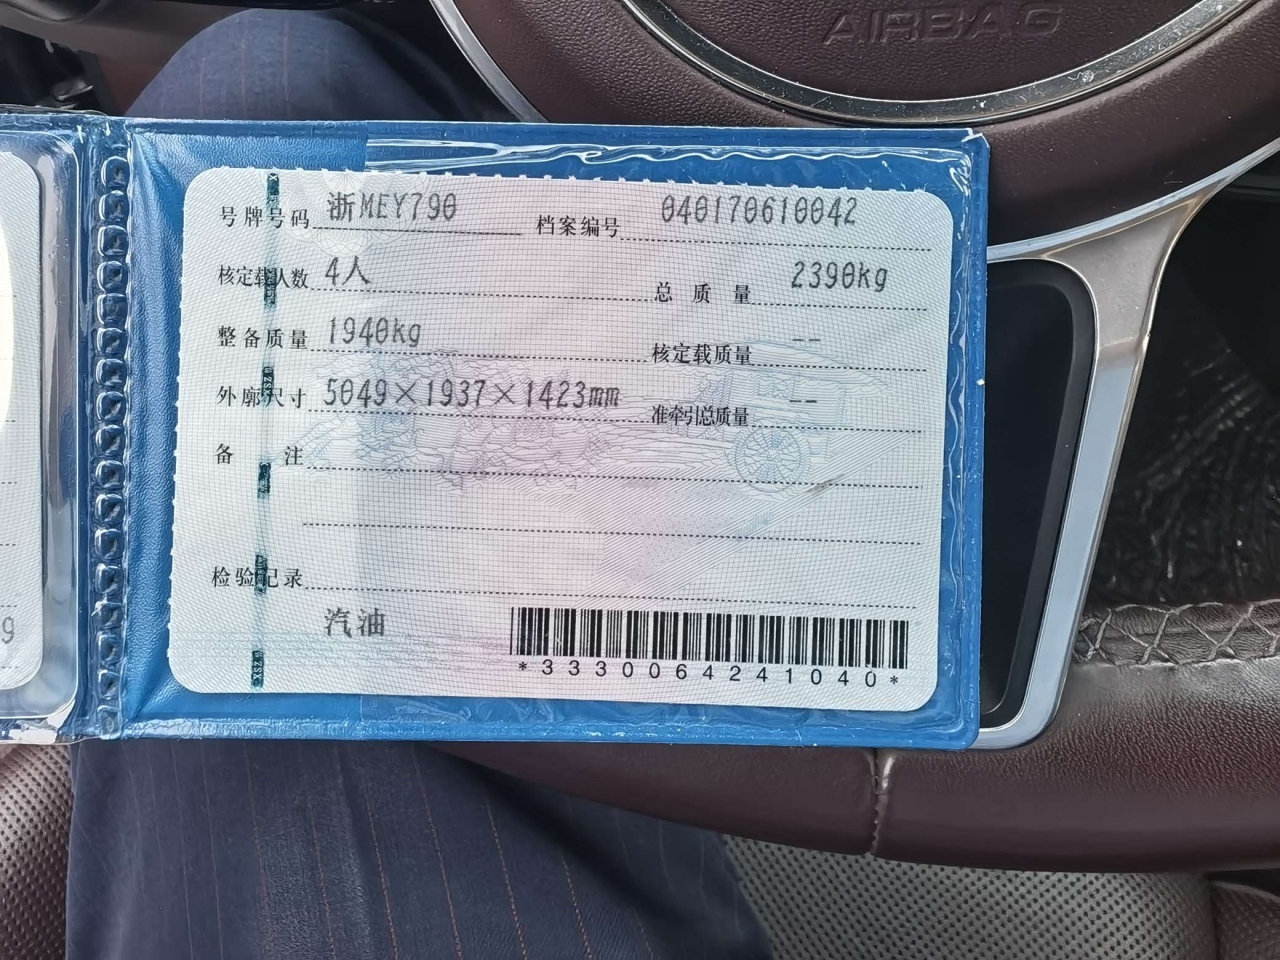 AIRBAG
号牌号码 浙MEY790 档案编号 040170610042
核定载人数 4人 总质量 2390kg
整备质量 1940kg 核定载质量 --
外廓尺寸 5049×1937×1423mm 准牵引总质量 --
备注
检验记录
汽油
*3330064241040*
9